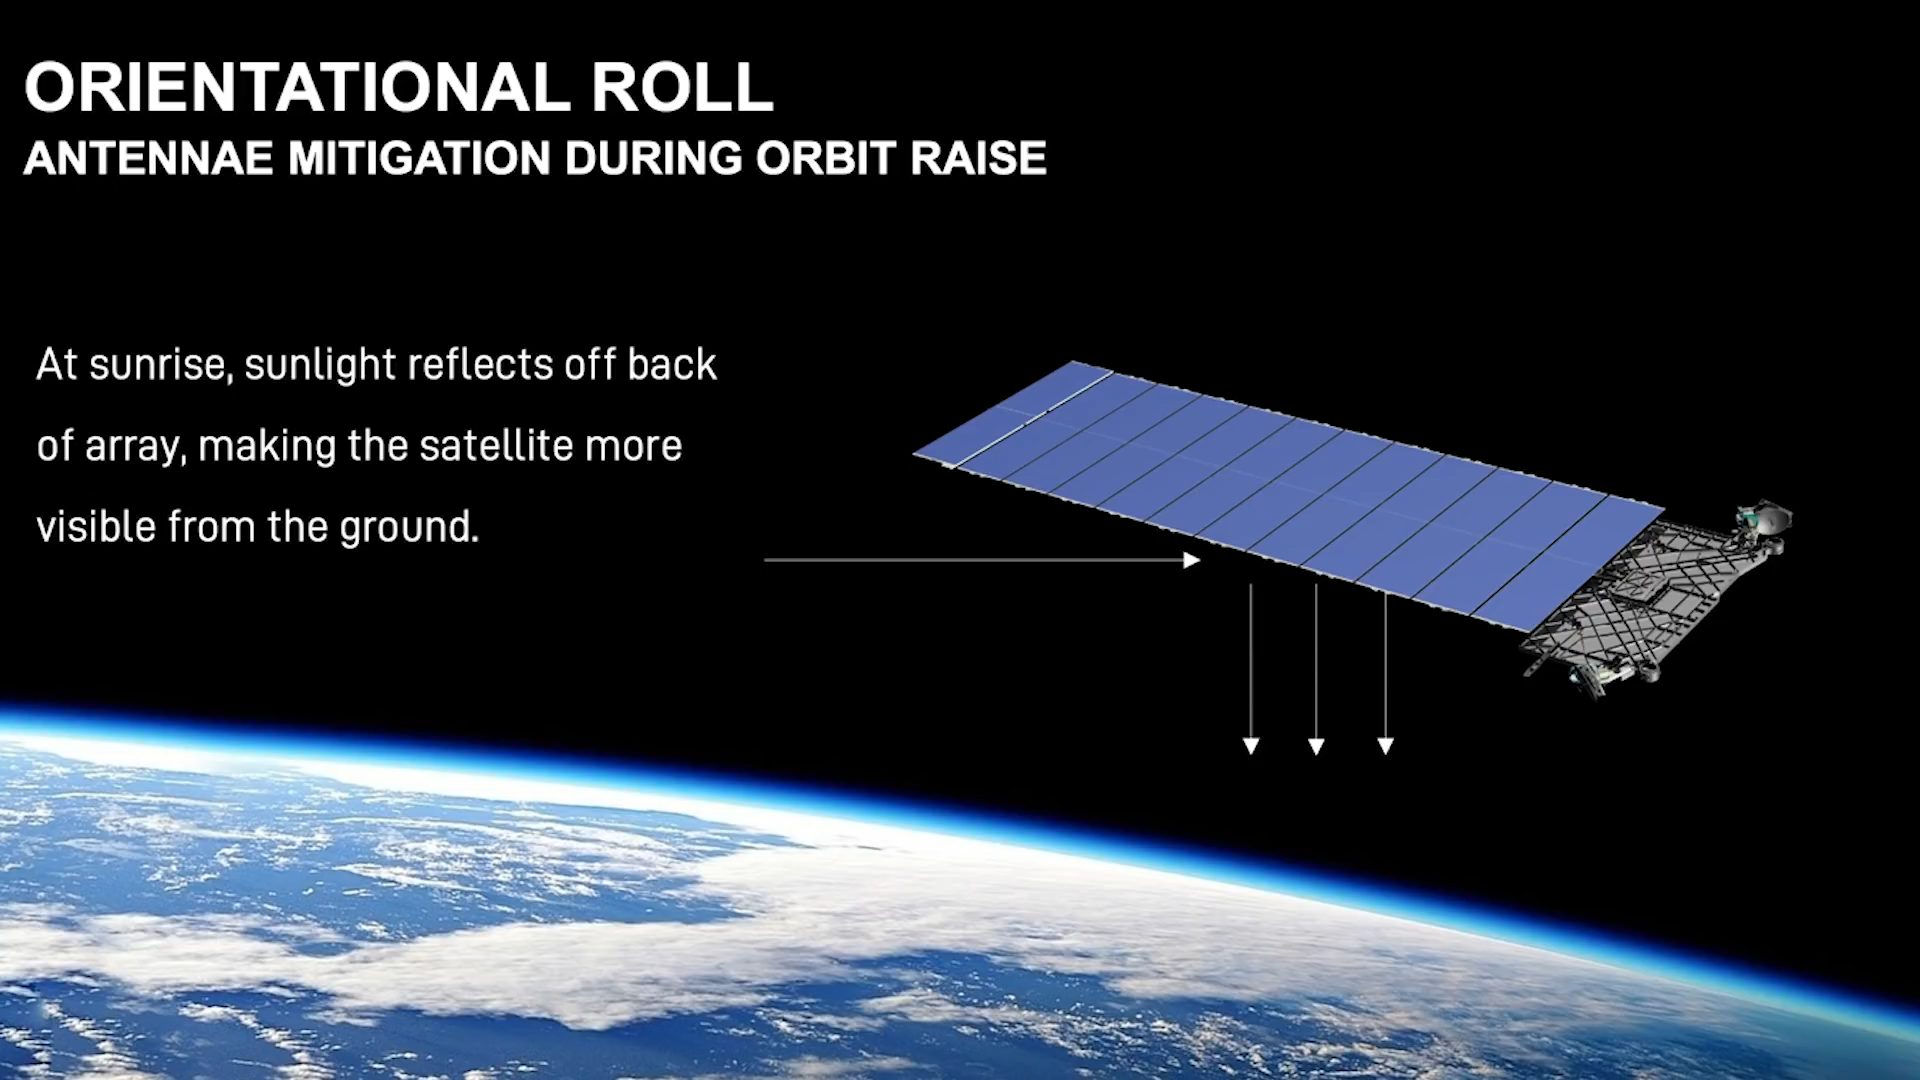 ORIENTATIONAL ROLL
ANTENNAE MITIGATION DURING ORBIT RAISE
At sunrise, sunlight reflects off back
of array, making the satellite more
visible from the ground.